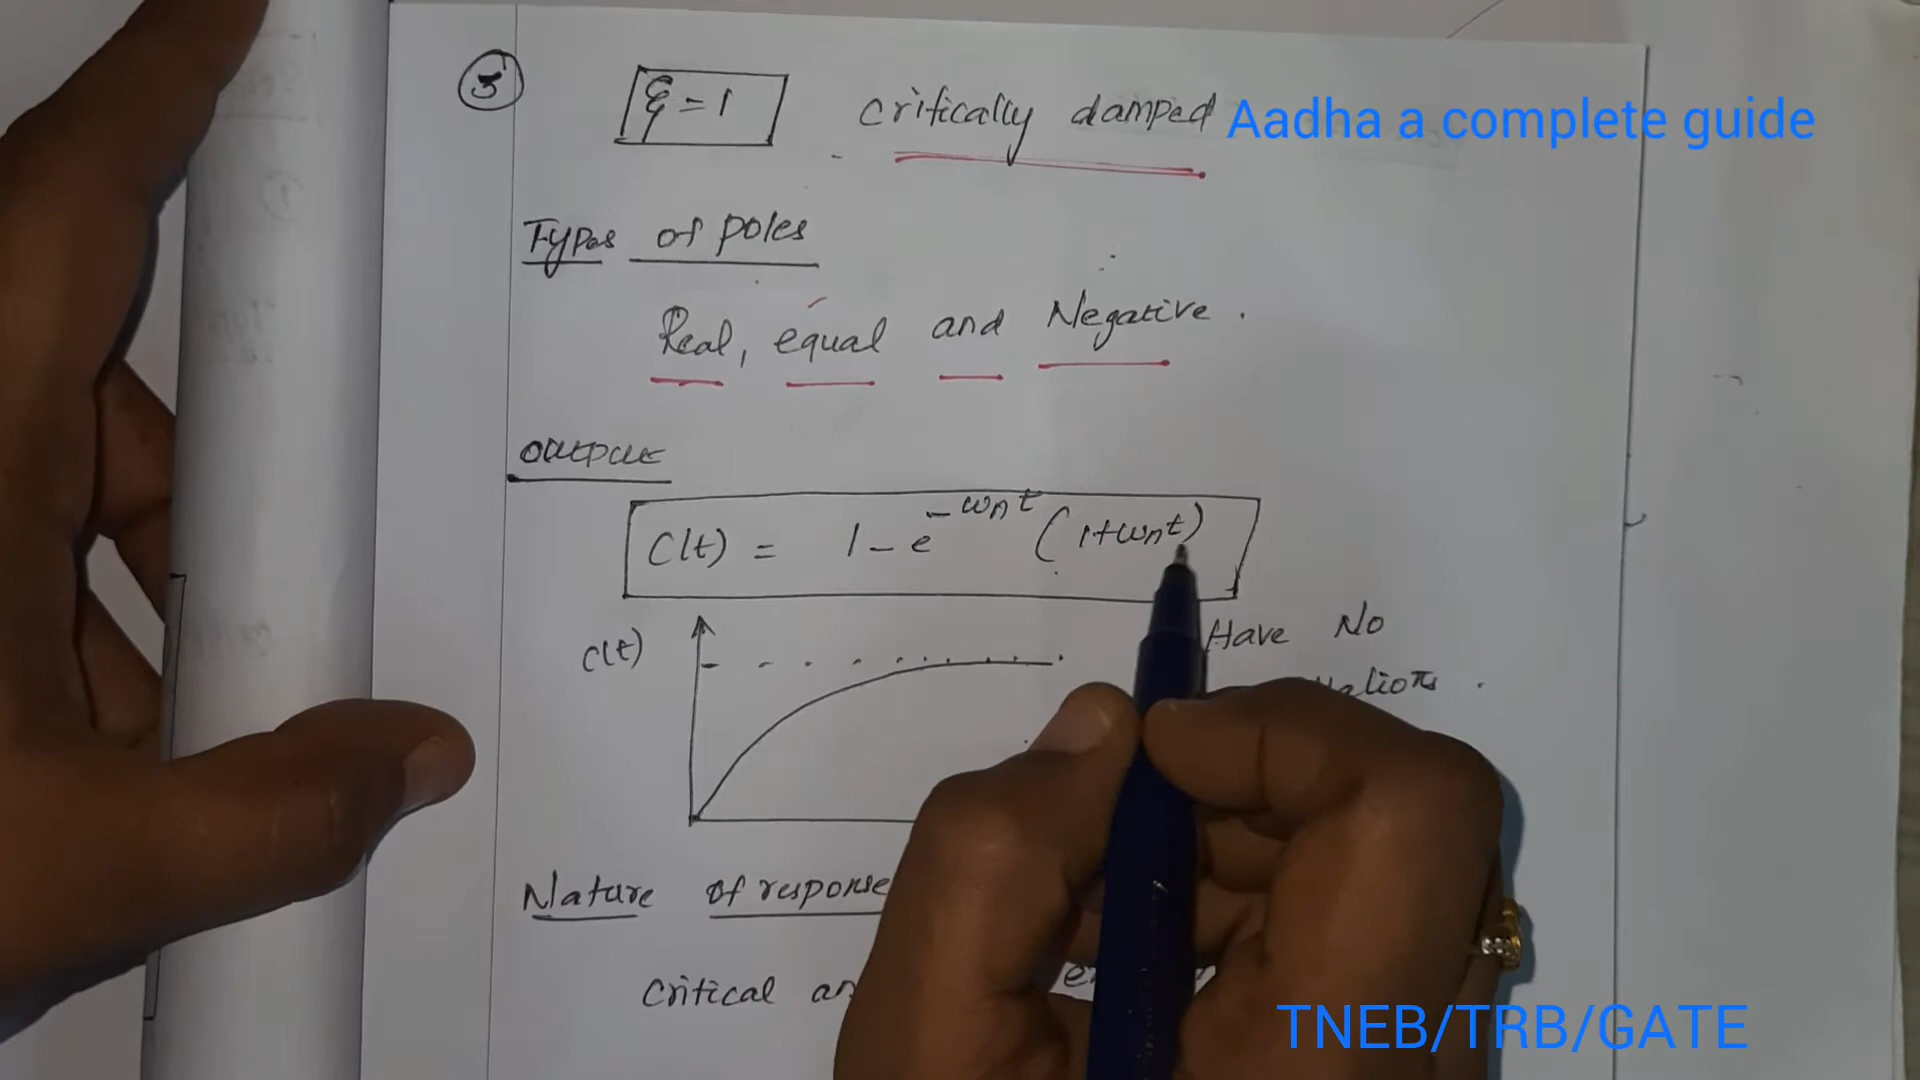 3
ξ = 1 Critically damped Aadha a complete guide
Types of poles
Real, equal and Negative.
OUTPUT
C(t) = 1 - e^-ωnt (1+ωnt)
C(t)
Have No
Nature of response
Critical
TNEB/TRB/GATE